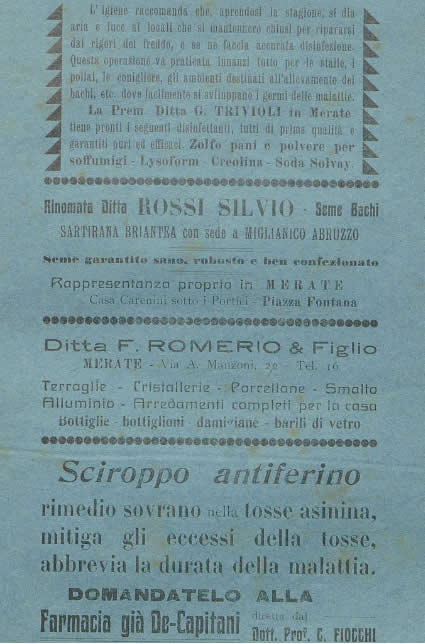 L'igiene raccomanda che, aprendosi la stagione, si dia
aria e luce ai locali che si mantennero chiusi per ripararsi
dai rigori del freddo, e se ne faccia accurata disinfezione.
Questa operazione va praticata innanzi tutto per le stalle, i
pollai, le conigliere, gli ambienti destinati all'allevamento dei
bachi, etc. dove facilmente si sviluppano i germi delle malattie.
La Prem. Ditta G. TRIVIOLI in Merate
tiene pronti i seguenti disinfettanti, tutti di prima qualità, e
garantiti puri ed efficaci. Zolfo pani e polvere per
soffumigi - Lysoform - Creolina - Soda Solvay.
Rinomata Ditta ROSSI SILVIO - Seme Bachi
SARTIRANA BRIANTEA con sede a MIGLIANICO ABRUZZO
Seme garantito sano, robusto e ben confezionato
Rappresentanza propria in MERATE
Casa Carenini sotto i Portici - Piazza Fontana
Ditta F. ROMERIO & Figlio
MERATE - Via A. Manzoni, 22 - Tel. 16
Terraglie - Cristallerie - Porcellane - Smalto
Alluminio - Arredamenti completi per la casa
Bottiglie - bottiglioni damigiane - barili di vetro
Sciroppo antiferino
rimedio sovrano nella tosse asinina,
mitiga gli eccessi della tosse,
abbrevia la durata della malattia.
DOMANDATELO ALLA
Farmacia già De-Capitani diretta dal
Dott. Prof. C. FIOCCHI